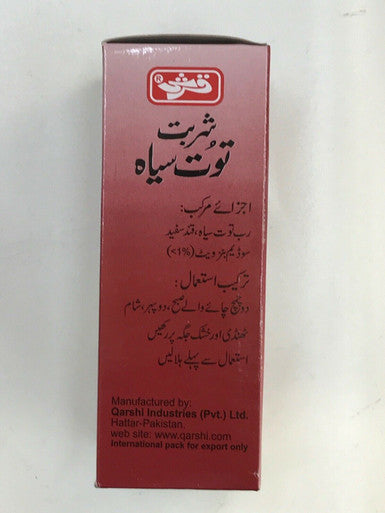 قرشی ®
شربت
توُت سیاہ
اجزائے مرکب:
رب توت سیاہ، قند سفید
سوڈیم بنزویٹ (1%>)
ترکیب استعمال:
دو چمچ چائے والے صبح، دوپہر، شام
ٹھنڈی اور خشک جگہ پر رکھیں
استعمال سے پہلے ہلالیں
Manufactured by:
Qarshi Industries (Pvt.) Ltd.
Hattar-Pakistan.
web site: www.qarshi.com
International pack for export only